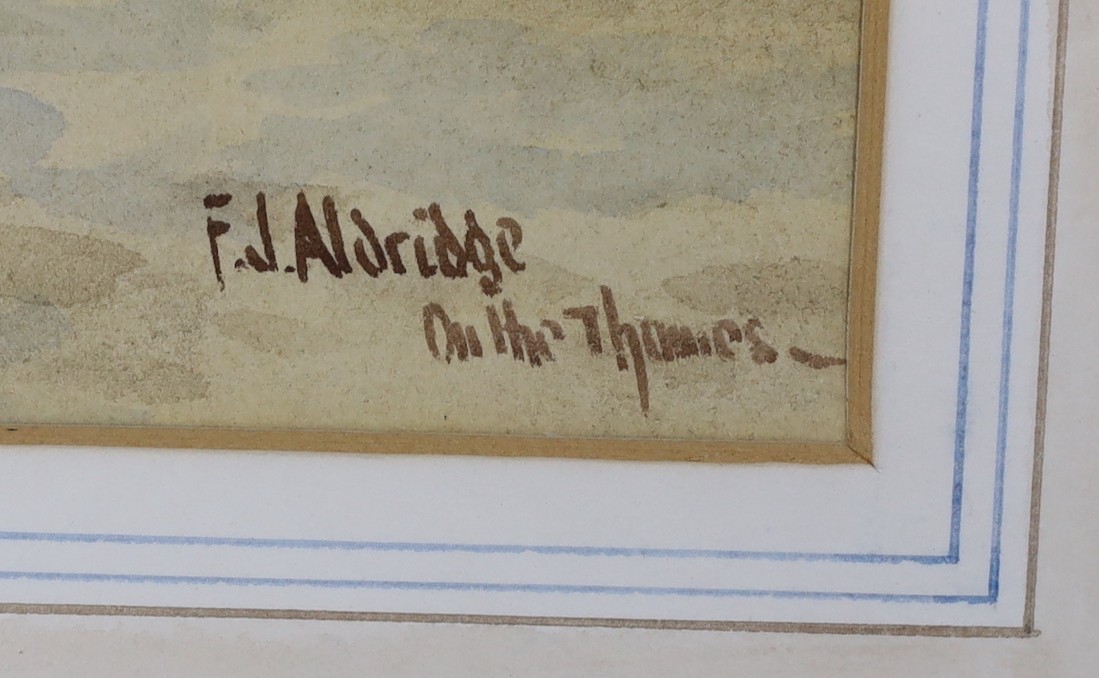 F.J. Aldridge
On the Thames